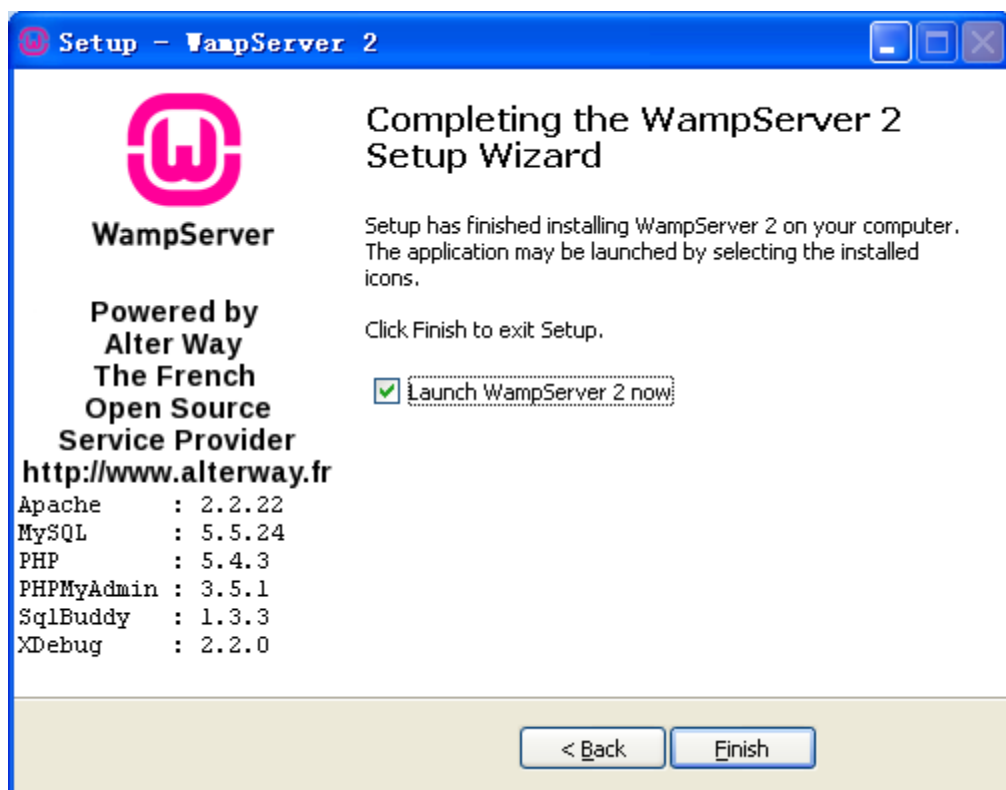 Setup - WampServer 2
WampServer
Powered by
Alter Way
The French
Open Source
Service Provider
http://www.alterway.fr
Apache : 2.2.22
MySQL : 5.5.24
PHP : 5.4.3
PHPMyAdmin : 3.5.1
SqlBuddy : 1.3.3
XDebug : 2.2.0
Completing the WampServer 2
Setup Wizard
Setup has finished installing WampServer 2 on your computer.
The application may be launched by selecting the installed
icons.
Click Finish to exit Setup.
Launch WampServer 2 now
< Back
Finish